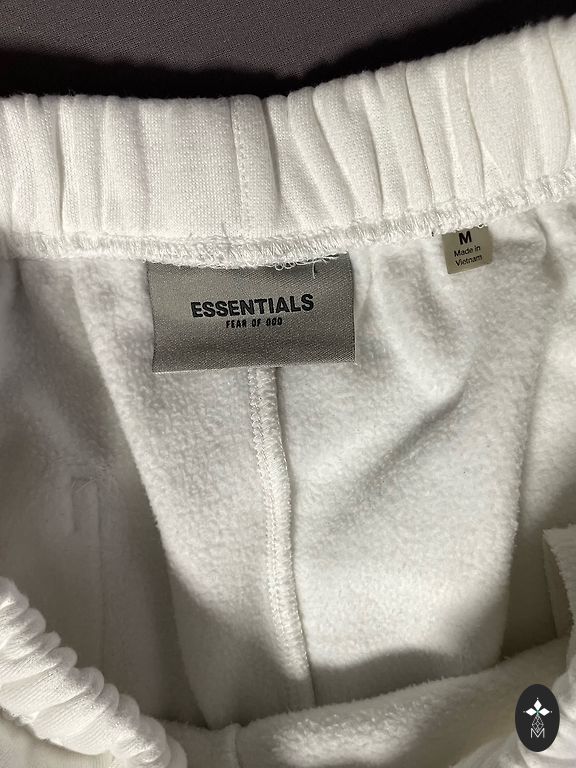 ESSENTIALS
FEAR OF GOD
M
Made in
Vietnam